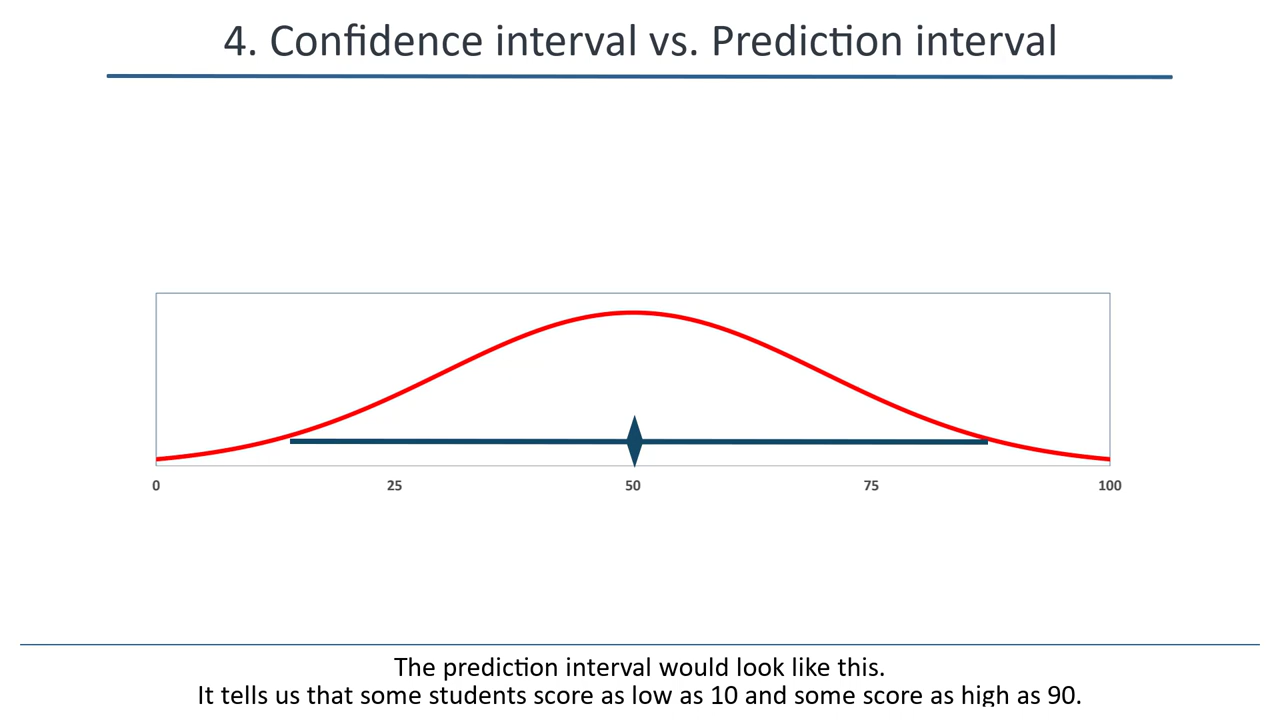 4. Confidence interval vs. Prediction interval
0 25 50 75 100
The prediction interval would look like this.
It tells us that some students score as low as 10 and some score as high as 90.